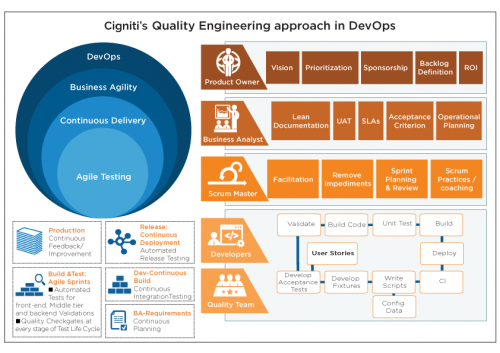 Cigniti's Quality Engineering approach in DevOps
DevOps
Business Agility
Continuous Delivery
Agile Testing
Product Owner
Vision
Prioritization
Sponsorship
Backlog
Definition
ROI
Business Analyst
Lean
Documentation
UAT
SLAs
Acceptance
Criterion
Operational
Planning
Scrum Master
Facilitation
Remove
impediments
Sprint
Planning
& Review
Scrum
Practices /
coaching
Production
Continuous
Feedback/
Improvement
Release:
Continuous
Deployment
Automated
Release Testing
Build &Test:
Agile Sprints
■Automated
Tests for
front-end, Middle tier
and backend Validations
■Quality Checkgates at
every stage of Test Life Cycle
Dev-Continuous
Build
Continuous
IntegrationTesting
BA-Requirements
Continuous
Planning
Developers
Quality Team
Validate
Build Code
Unit Test
Build
User Stories
Deploy
Develop
Acceptance
Tests
Develop
Fixtures
Write
Scripts
CI
Config
Data